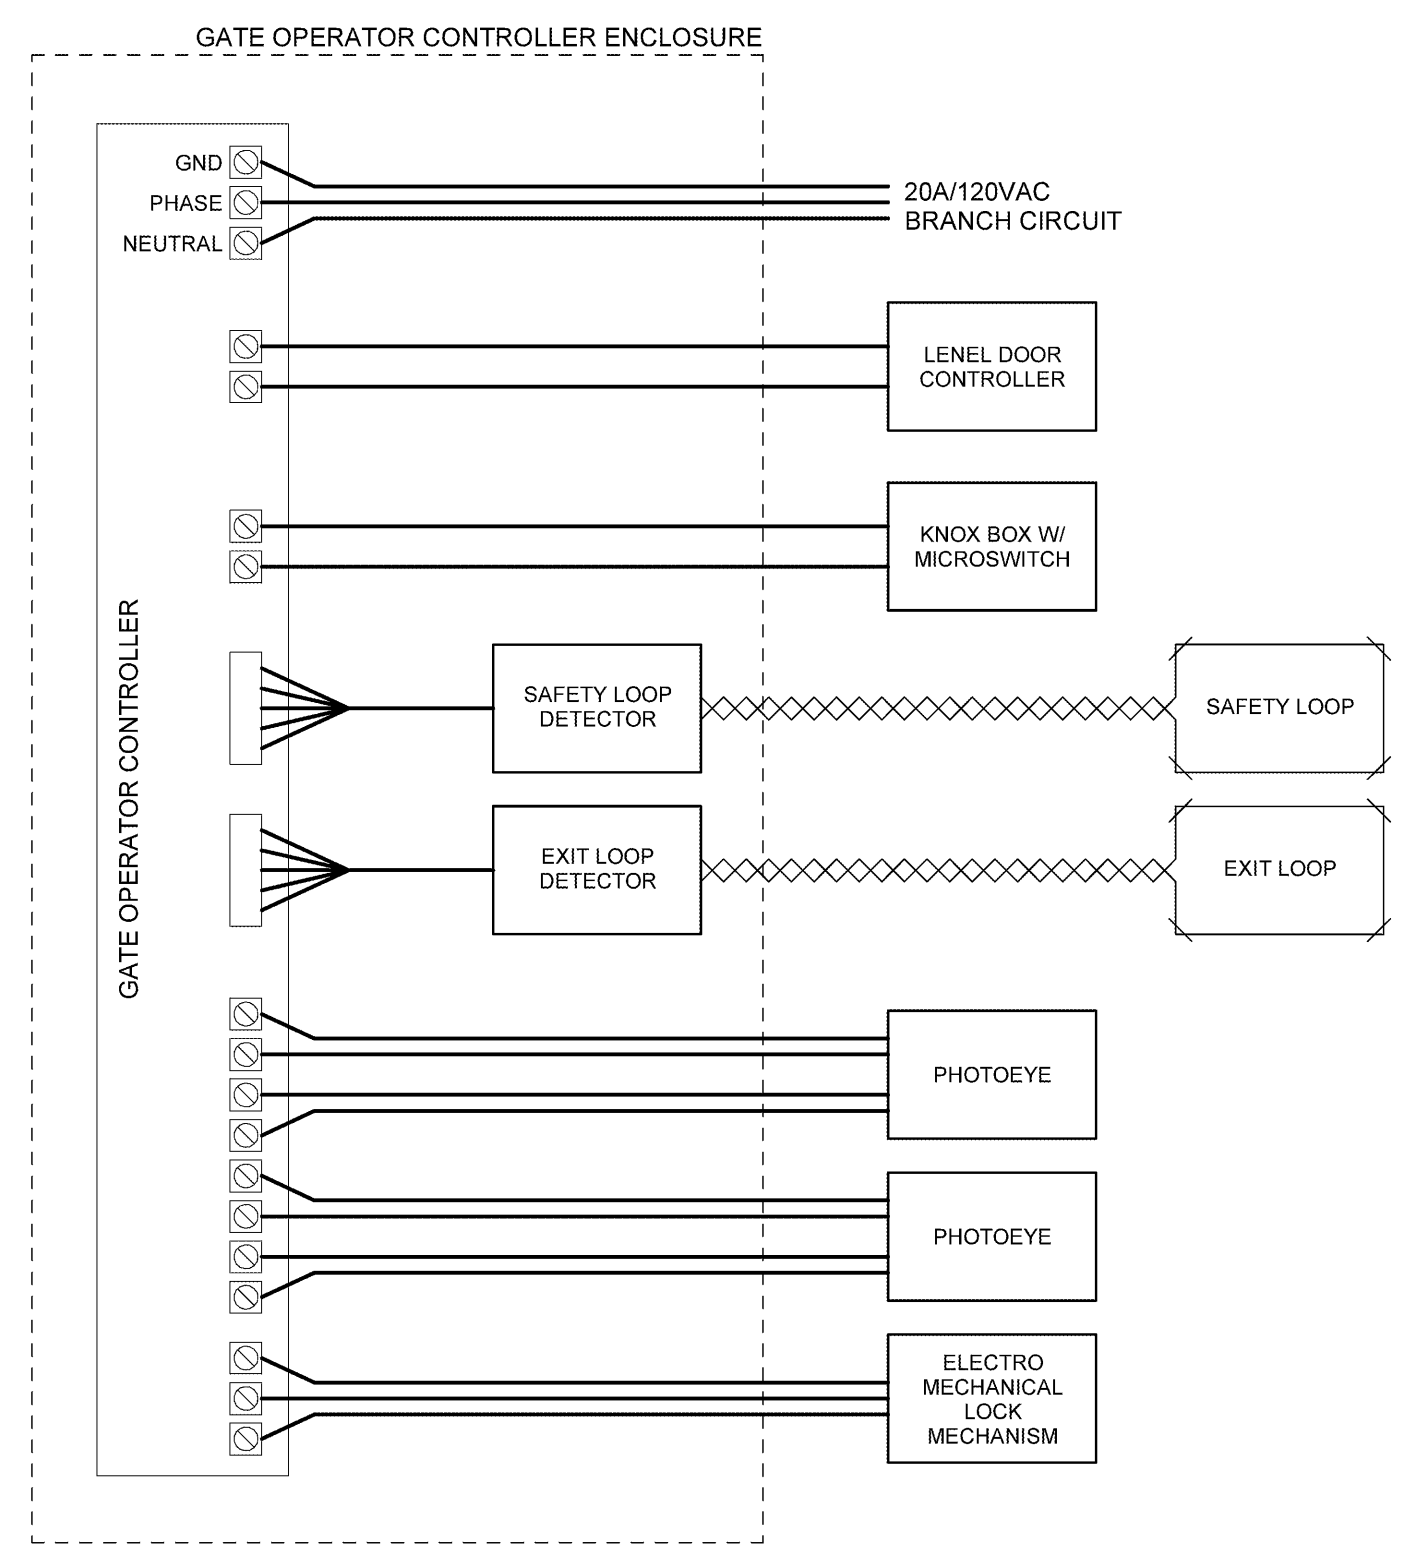 GATE OPERATOR CONTROLLER ENCLOSURE
GND
PHASE
NEUTRAL
20A/120VAC
BRANCH CIRCUIT
LENEL DOOR
CONTROLLER
KNOX BOX W/
MICROSWITCH
GATE OPERATOR CONTROLLER
SAFETY LOOP
DETECTOR
SAFETY LOOP
EXIT LOOP
DETECTOR
EXIT LOOP
PHOTOEYE
PHOTOEYE
ELECTRO
MECHANICAL
LOCK
MECHANISM